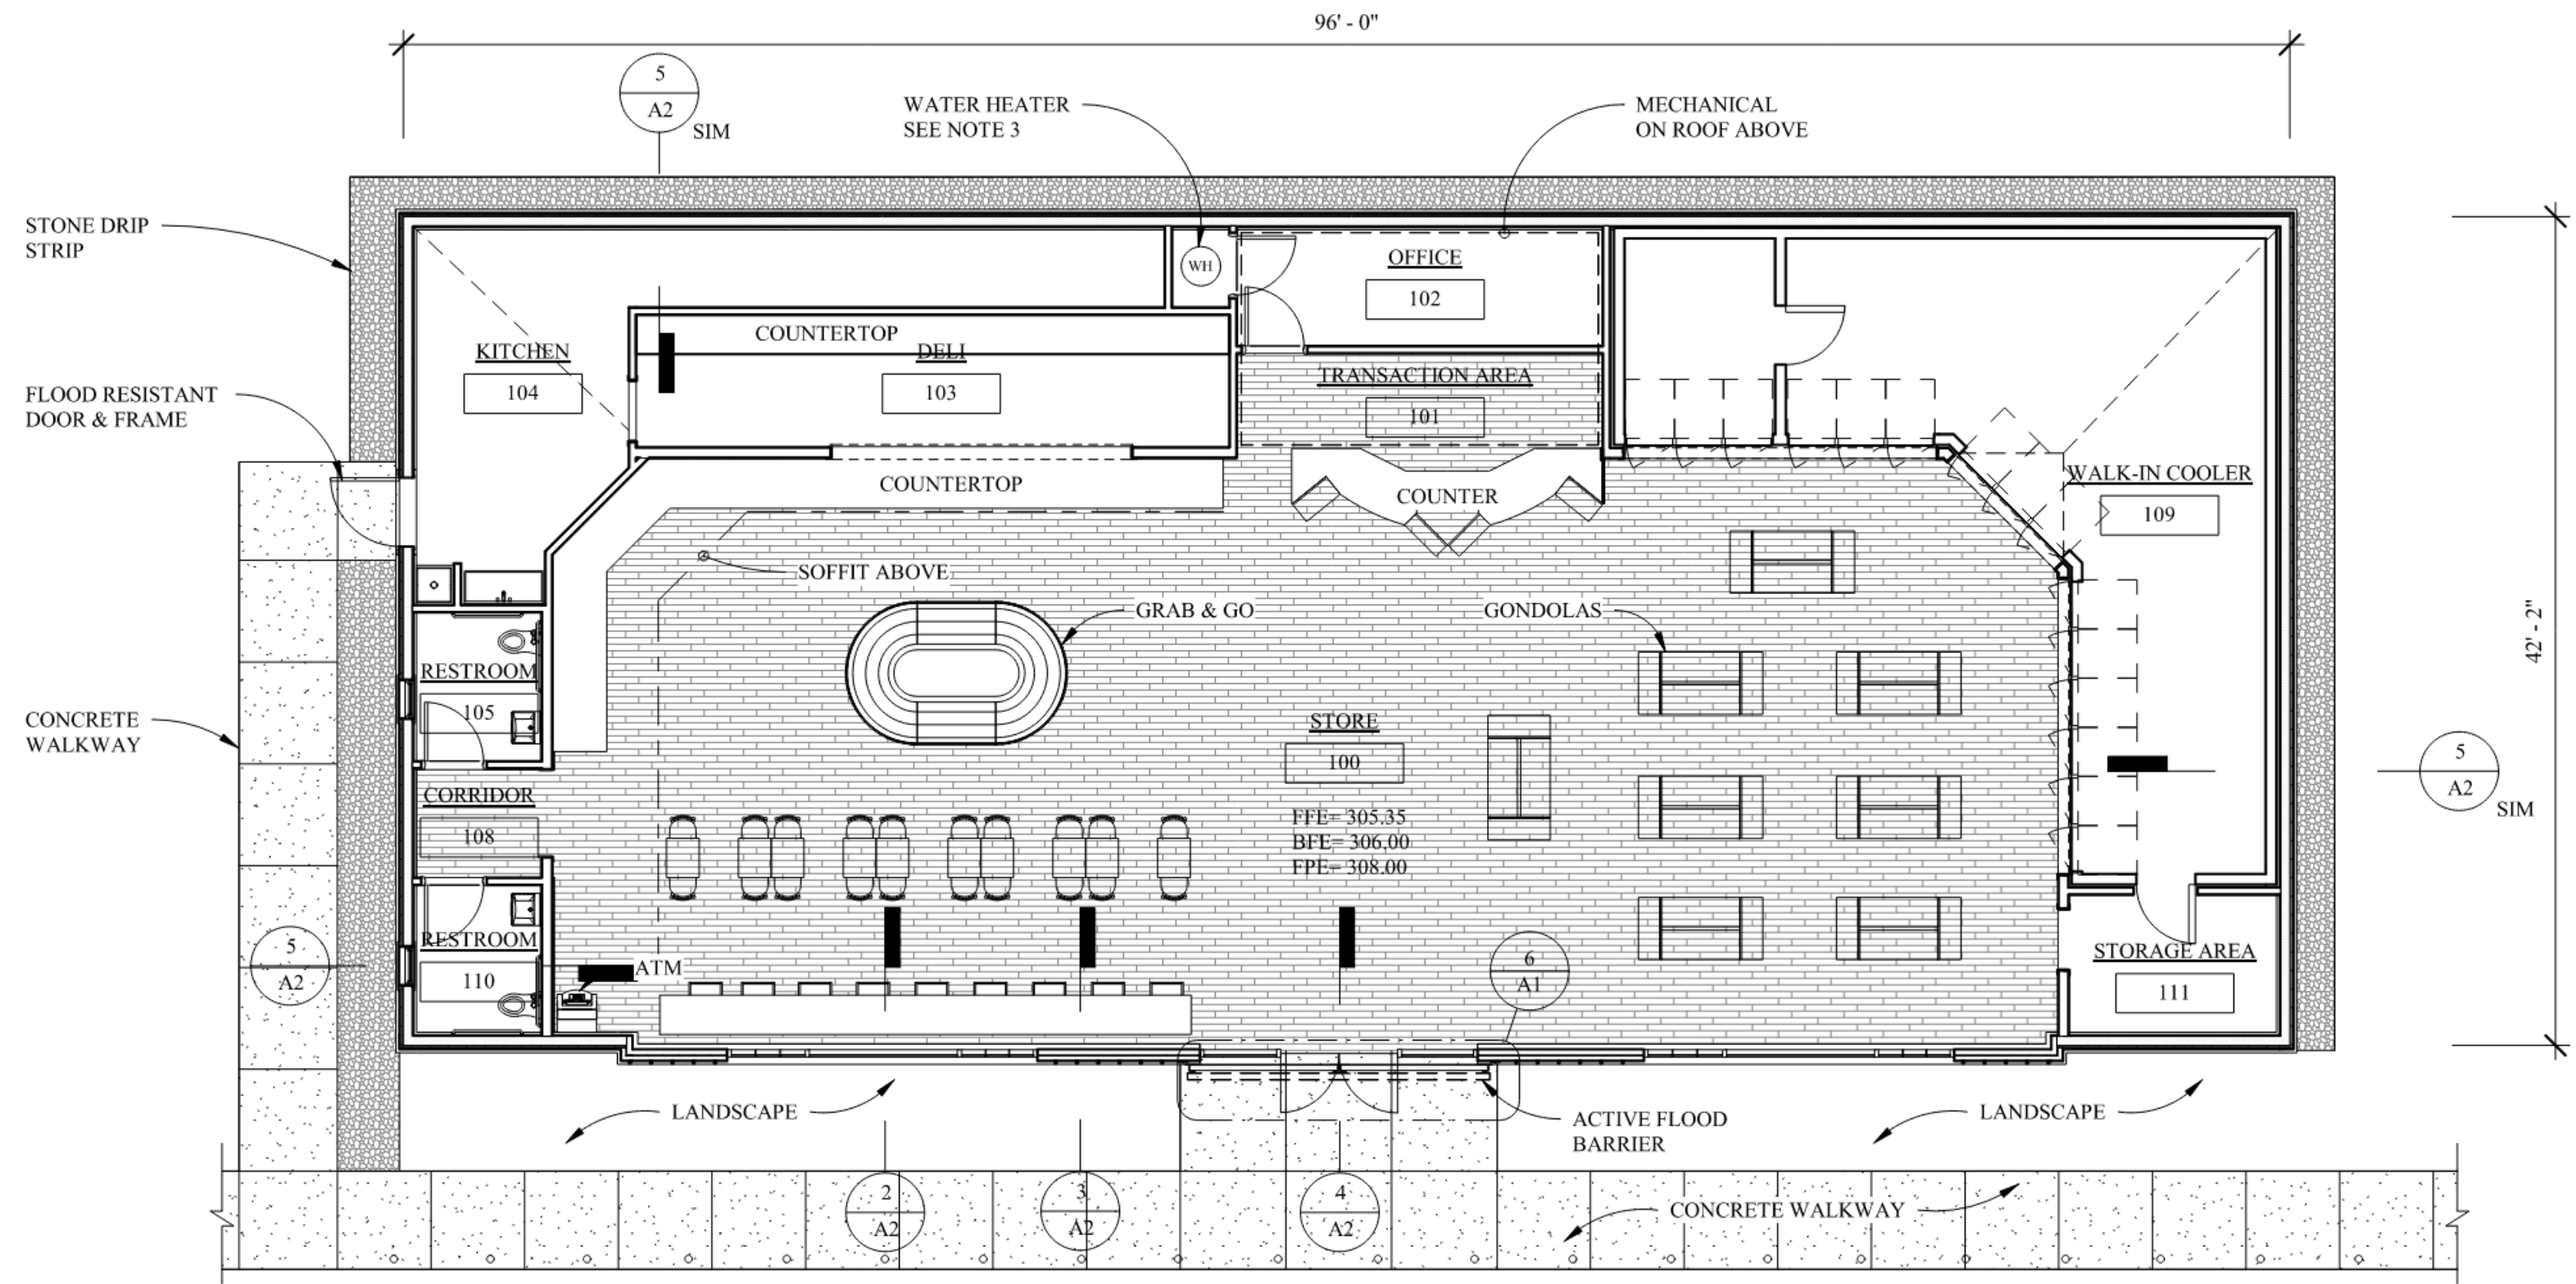 96' - 0"
5
A2
SIM
WATER HEATER
SEE NOTE 3
MECHANICAL
ON ROOF ABOVE
STONE DRIP
STRIP
WH
OFFICE
102
COUNTERTOP
KITCHEN
104
DELI
103
TRANSACTION AREA
101
FLOOD RESISTANT
DOOR & FRAME
COUNTERTOP
COUNTER
WALK-IN COOLER
109
SOFFIT ABOVE
GRAB & GO
GONDOLAS
42' - 2"
RESTROOM
105
CONCRETE
WALKWAY
STORE
100
5
A2
SIM
CORRIDOR
108
FFE= 305.35
BFE= 306.00
FPE= 308.00
RESTROOM
110
5
A2
ATM
6
A1
STORAGE AREA
111
LANDSCAPE
ACTIVE FLOOD
BARRIER
LANDSCAPE
2
A2
3
A2
4
A2
CONCRETE WALKWAY